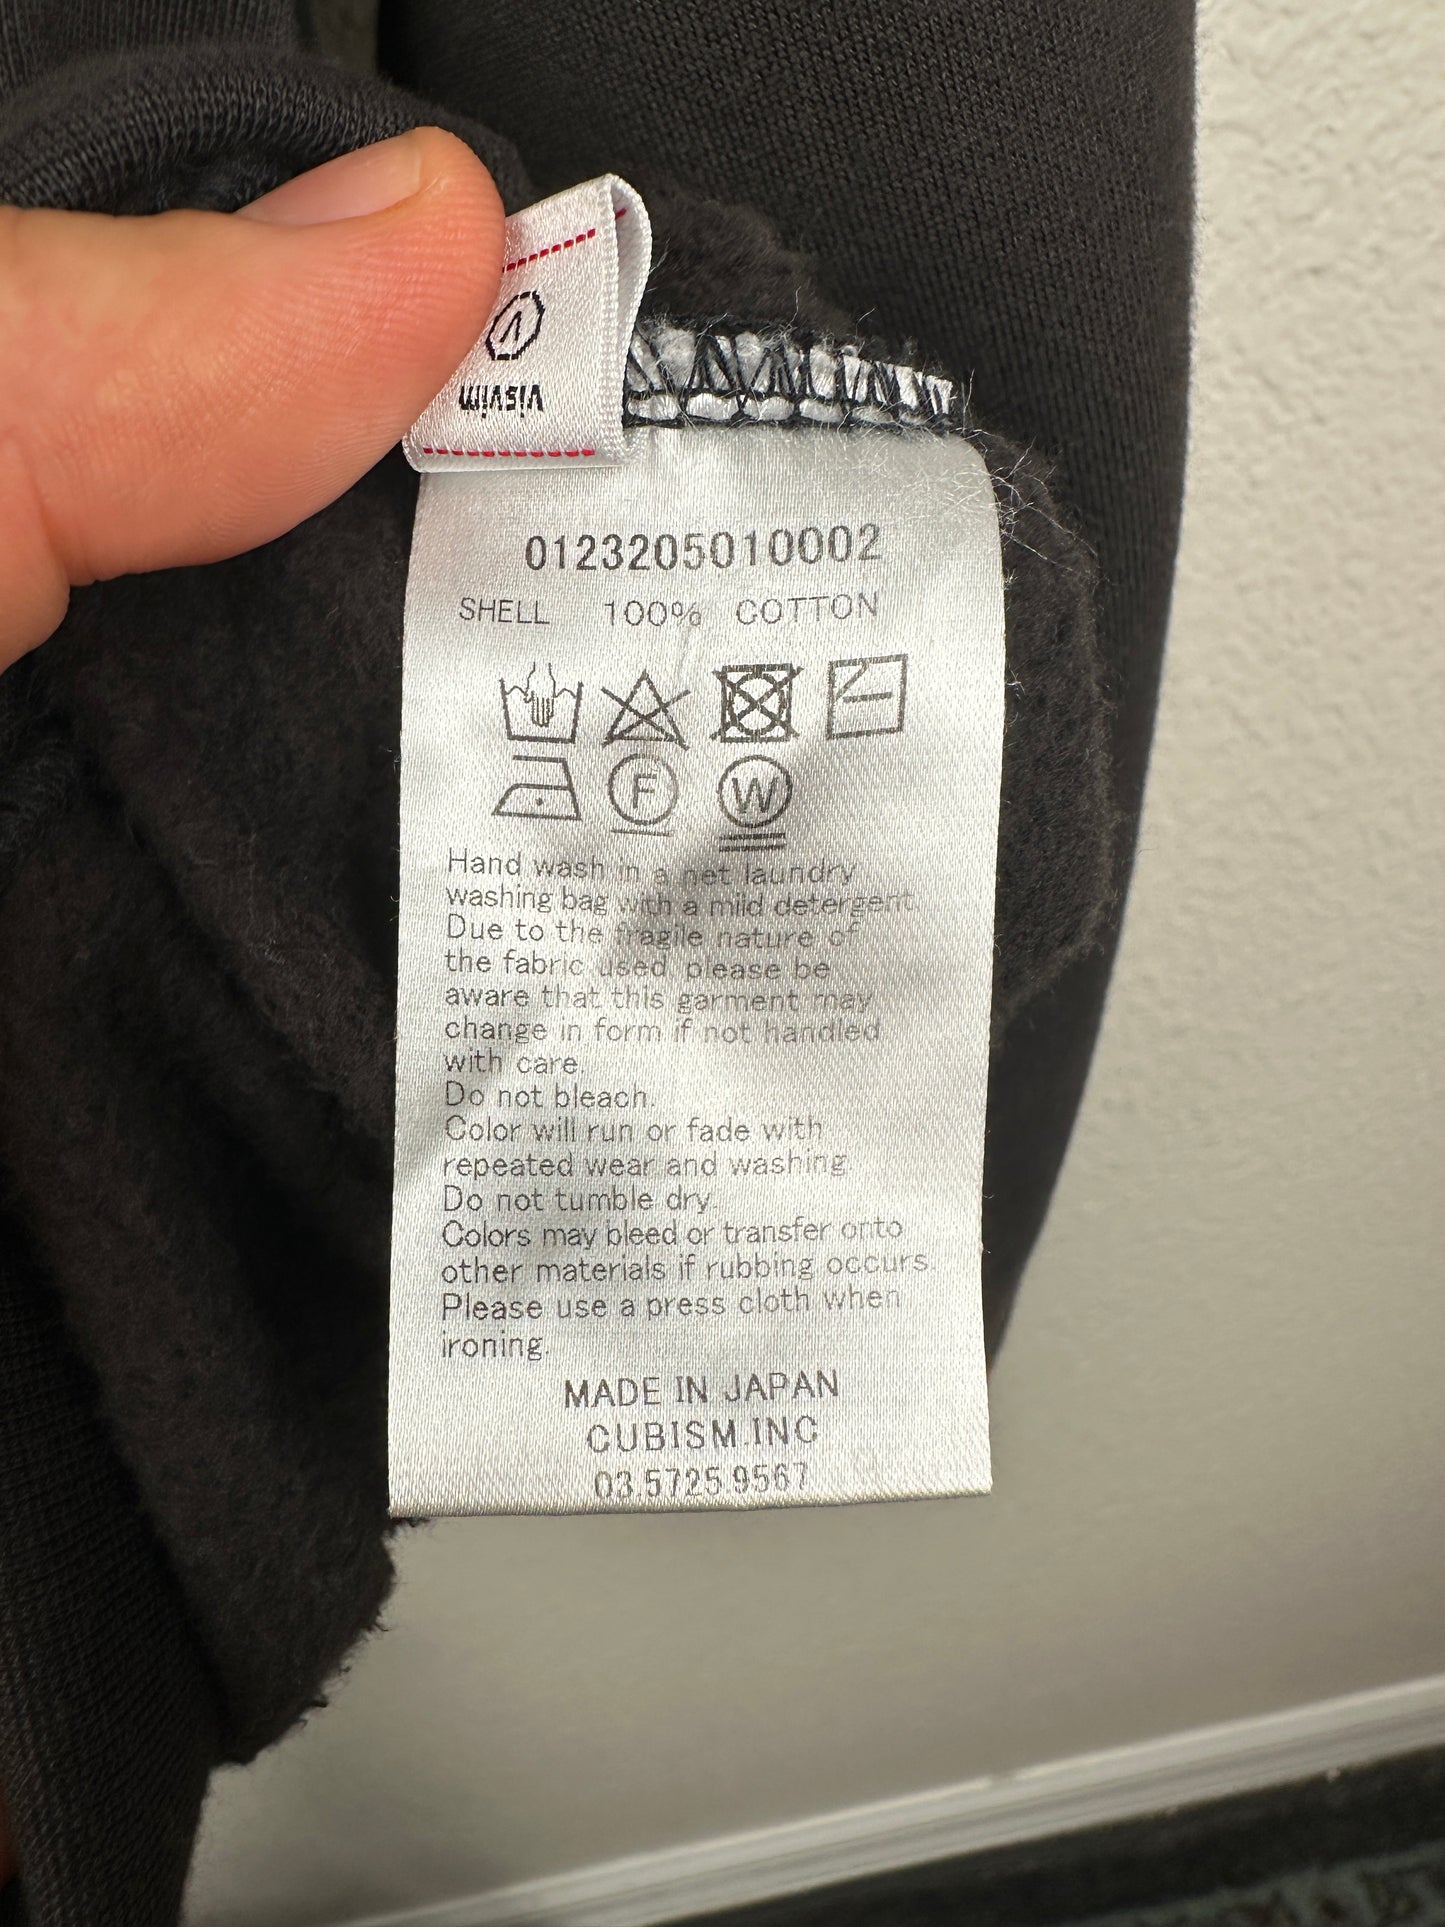 V
visvim
0123205010002
SHELL 100% COTTON
F
W
Hand wash in a net laundry
washing bag with a mild detergent.
Due to the fragile nature of
the fabric used, please be
aware that this garment may
change in form if not handled
with care.
Do not bleach.
Color will run or fade with
repeated wear and washing.
Do not tumble dry.
Colors may bleed or transfer onto
other materials if rubbing occurs.
Please use a press cloth when
ironing.
MADE IN JAPAN
CUBISM.INC
03.5725.9567